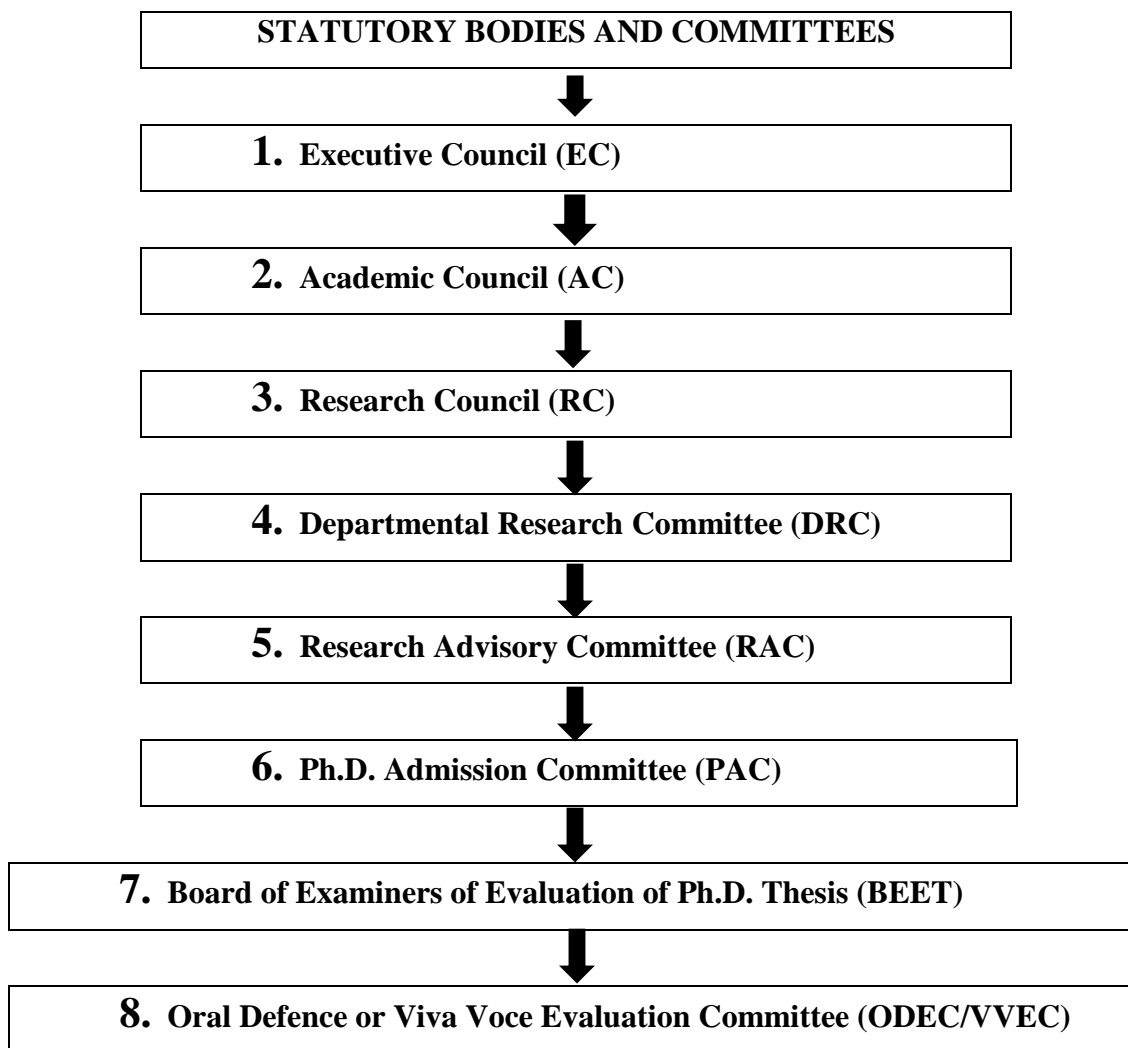 STATUTORY BODIES AND COMMITTEES
1. Executive Council (EC)
2. Academic Council (AC)
3. Research Council (RC)
4. Departmental Research Committee (DRC)
5. Research Advisory Committee (RAC)
6. Ph.D. Admission Committee (PAC)
7. Board of Examiners of Evaluation of Ph.D. Thesis (BEET)
8. Oral Defence or Viva Voce Evaluation Committee (ODEC/VVEC)